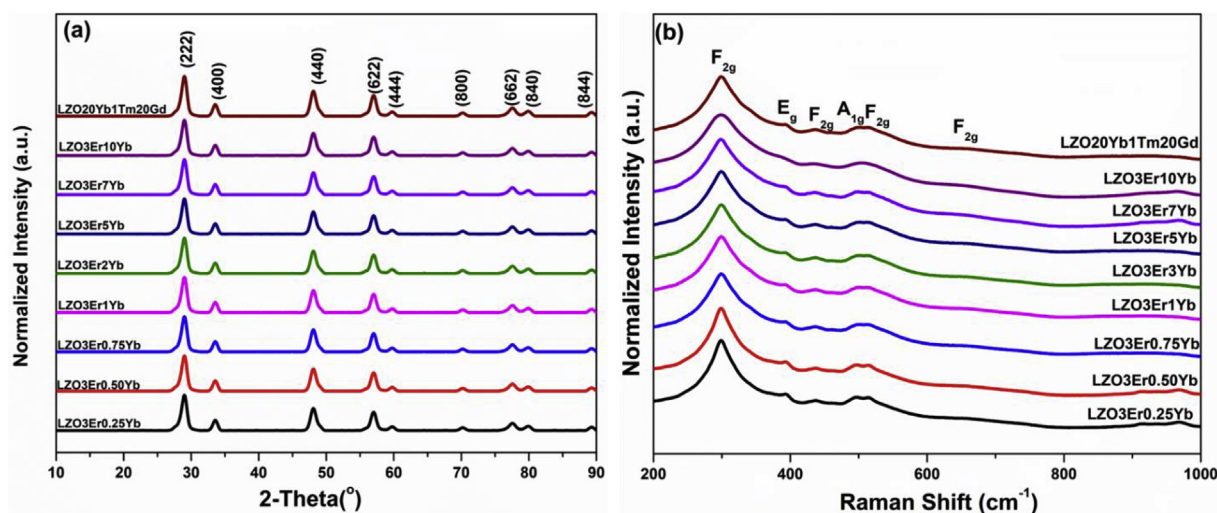 (a)
(222)
(400)
(440)
(622)
(444)
(800)
(662)
(840)
(844)
LZO20Yb1Tm20Gd
LZO3Er10Yb
LZO3Er7Yb
LZO3Er5Yb
LZO3Er2Yb
LZO3Er1Yb
LZO3Er0.75Yb
LZO3Er0.50Yb
LZO3Er0.25Yb
Normalized Intensity (a.u.)
10 20 30 40 50 60 70 80 90
2-Theta(°)
(b)
F2g
Eg
F2g
A1g
F2g
F2g
LZO20Yb1Tm20Gd
LZO3Er10Yb
LZO3Er7Yb
LZO3Er5Yb
LZO3Er3Yb
LZO3Er1Yb
LZO3Er0.75Yb
LZO3Er0.50Yb
LZO3Er0.25Yb
Normalized Intensity (a.u.)
200 400 600 800 1000
Raman Shift (cm-1)